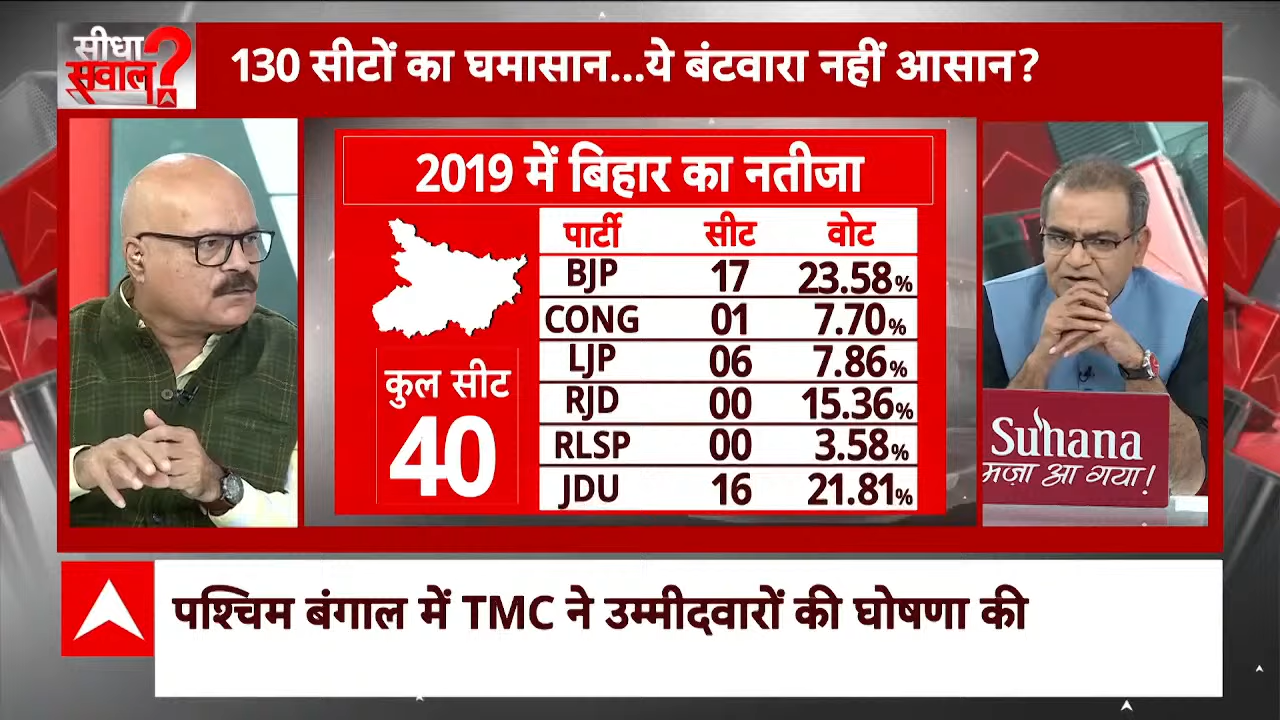 सीधा
सवाल?
130 सीटों का घमासान...ये बंटवारा नहीं आसान?
2019 में बिहार का नतीजा
कुल सीट
40
पार्टी सीट वोट
BJP 17 23.58%
CONG 01 7.70%
LJP 06 7.86%
RJD 00 15.36%
RLSP 00 3.58%
JDU 16 21.81%
Suhana
मज़ा आ गया!
पश्चिम बंगाल में TMC ने उम्मीदवारों की घोषणा की